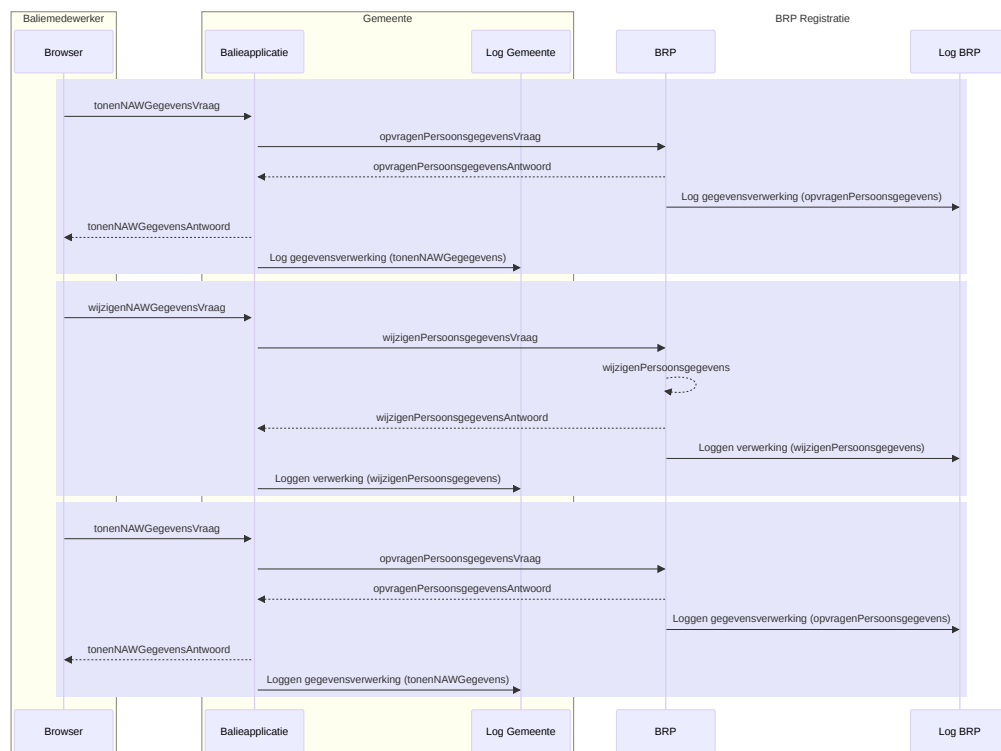 Baliemedewerker
Gemeente
BRP Registratie
Browser
Balieapplicatie
Log Gemeente
BRP
Log BRP
tonenNAWGegevensVraag
opvragenPersoonsgegevensVraag
opvragenPersoonsgegevensAntwoord
Log gegevensverwerking (opvragenPersoonsgegevens)
tonenNAWGegevensAntwoord
Log gegevensverwerking (tonenNAWGegegevens)
wijzigenNAWGegevensVraag
wijzigenPersoonsgegevensVraag
wijzigenPersoonsgegevens
wijzigenPersoonsgegevensAntwoord
Loggen verwerking (wijzigenPersoonsgegevens)
Loggen verwerking (wijzigenPersoonsgegevens)
tonenNAWGegevensVraag
opvragenPersoonsgegevensVraag
opvragenPersoonsgegevensAntwoord
Loggen gegevensverwerking (opvragenPersoonsgegevens)
tonenNAWGegevensAntwoord
Loggen gegevensverwerking (tonenNAWGegevens)
Browser
Balieapplicatie
Log Gemeente
BRP
Log BRP